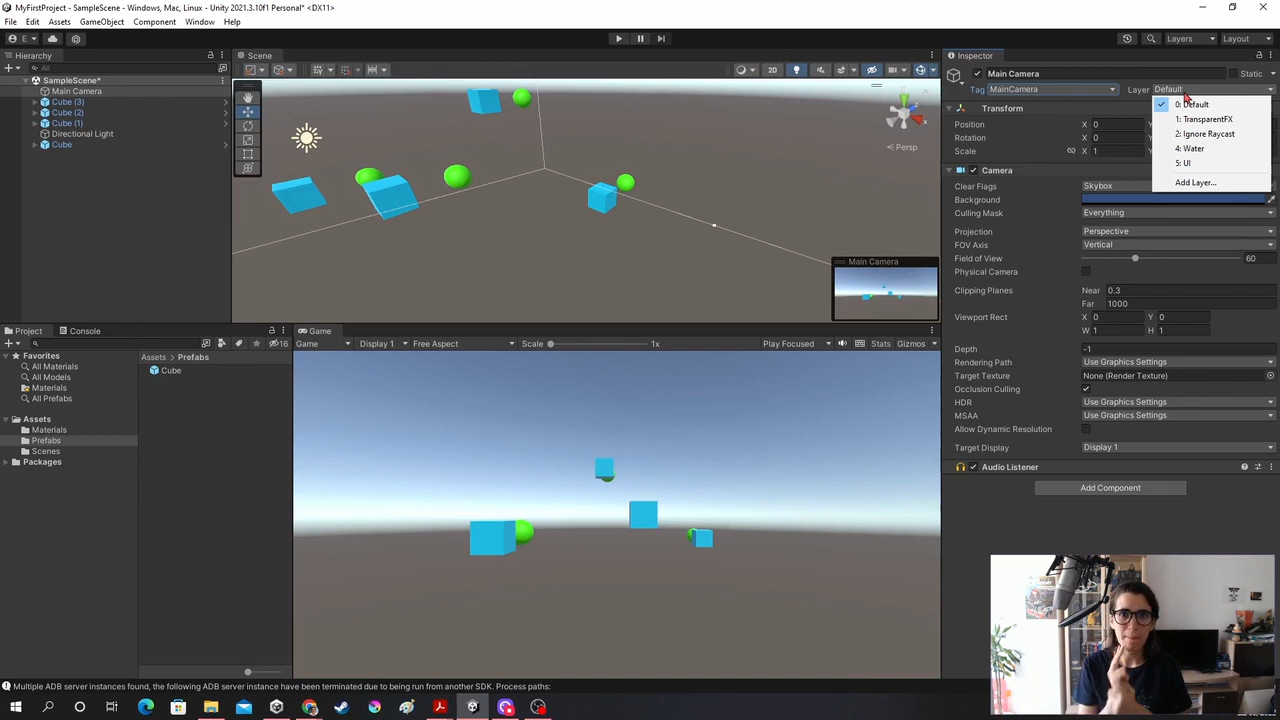 MyFirstProject - SampleScene - Windows, Mac, Linux - Unity 2021.3.10f1 Personal* <DX11>
File Edit Assets GameObject Component Window Help
E Layers Layout
Hierarchy
All
SampleScene*
Main Camera
Cube (3)
Cube (2)
Cube (1)
Directional Light
Cube
Scene
2D
Persp
Main Camera
Inspector
Main Camera Static
Tag MainCamera Layer Default
0: Default
1: TransparentFX
2: Ignore Raycast
4: Water
5: UI
Add Layer...
Transform
Position X 0 Y
Rotation X 0 Y
Scale X 1 Y
Camera
Clear Flags Skybox
Background
Culling Mask Everything
Projection Perspective
FOV Axis Vertical
Field of View 60
Physical Camera
Clipping Planes Near 0.3
Far 1000
Viewport Rect X 0 Y 0
W 1 H 1
Depth -1
Rendering Path Use Graphics Settings
Target Texture None (Render Texture)
Occlusion Culling
HDR Use Graphics Settings
MSAA Use Graphics Settings
Allow Dynamic Resolution
Target Display Display 1
Audio Listener
Add Component
Project Console
16
Favorites
All Materials
All Models
Materials
All Prefabs
Assets
Materials
Prefabs
Scenes
Packages
Assets > Prefabs
Cube
Game
Game Display 1 Free Aspect Scale 1x Play Focused Stats Gizmos
Multiple ADB server instances found, the following ADB server instance have been terminated due to being run from another SDK. Process paths: